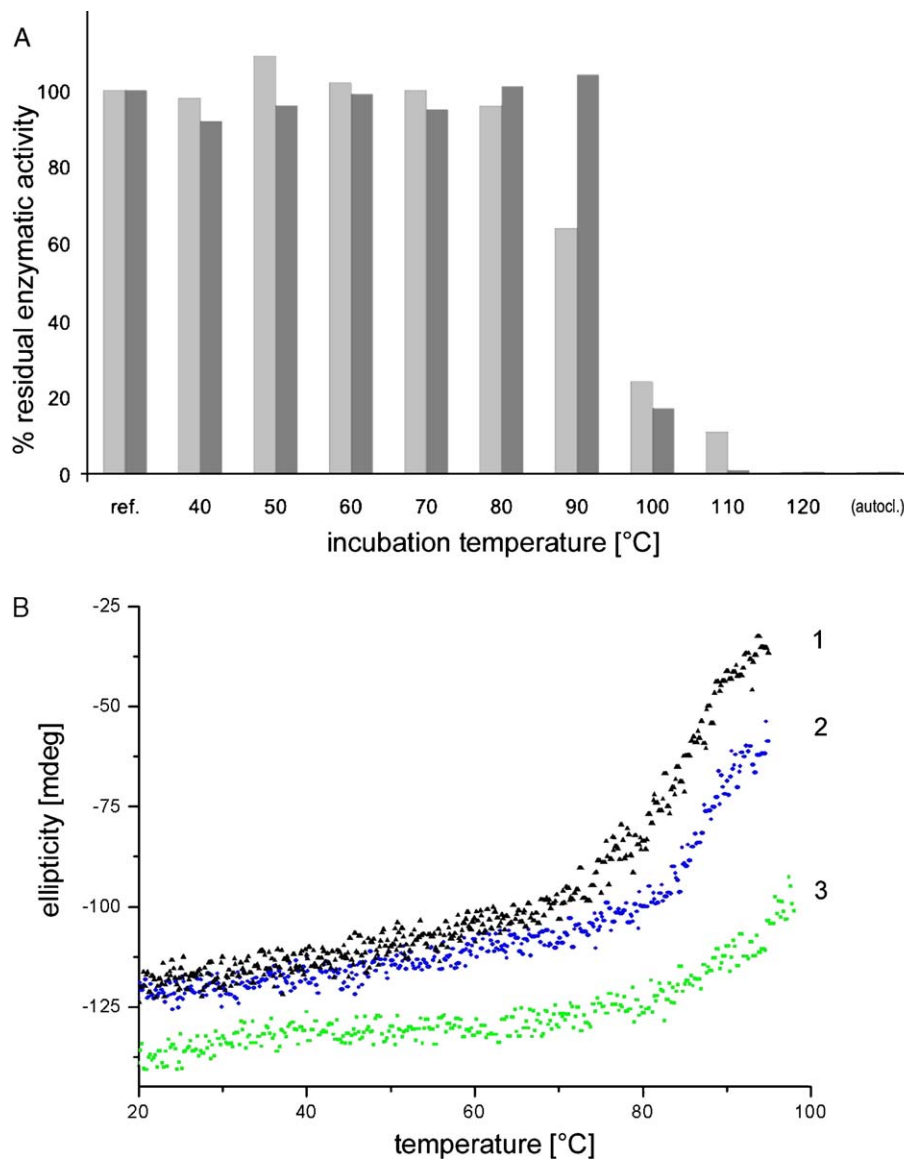 A
% residual enzymatic activity
100
80
60
40
20
0
ref. 40 50 60 70 80 90 100 110 120 (autocl.)
incubation temperature [°C]
B
ellipticity [mdeg]
-25
-50
-75
-100
-125
1
2
3
20 40 60 80 100
temperature [°C]